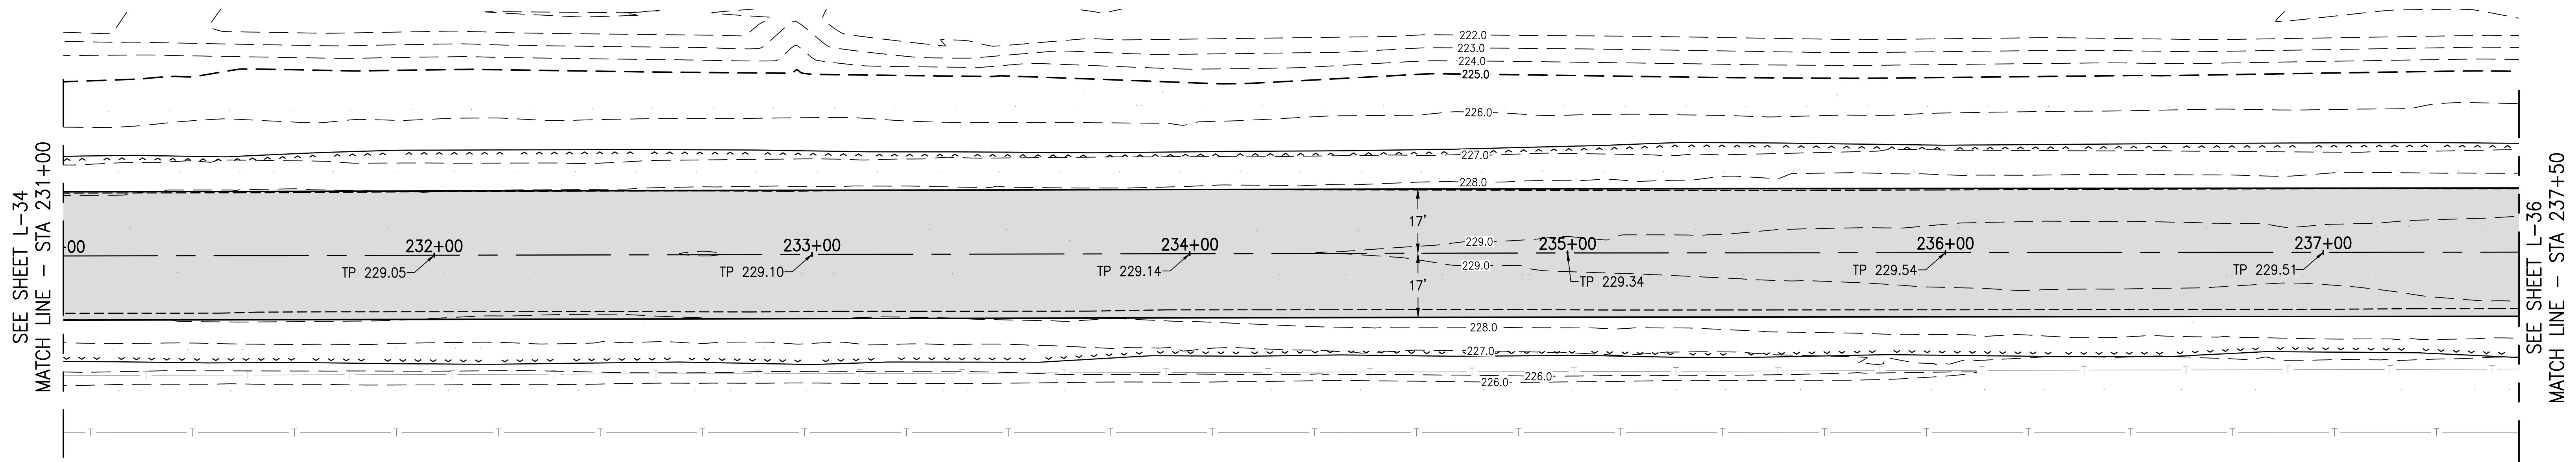 222.0
223.0
224.0
225.0
226.0
227.0
228.0
SEE SHEET L-34
MATCH LINE - STA 231+00
+00
232+00
233+00
234+00
235+00
236+00
237+00
TP 229.05
TP 229.10
TP 229.14
TP 229.34
TP 229.54
TP 229.51
17'
17'
229.0
229.0
228.0
227.0
226.0
226.0
T T T T T T T T T T T T T T T T T T T T T T T T
T T T T T T T T T T T T T T T T T T T T T T T T
SEE SHEET L-36
MATCH LINE - STA 237+50